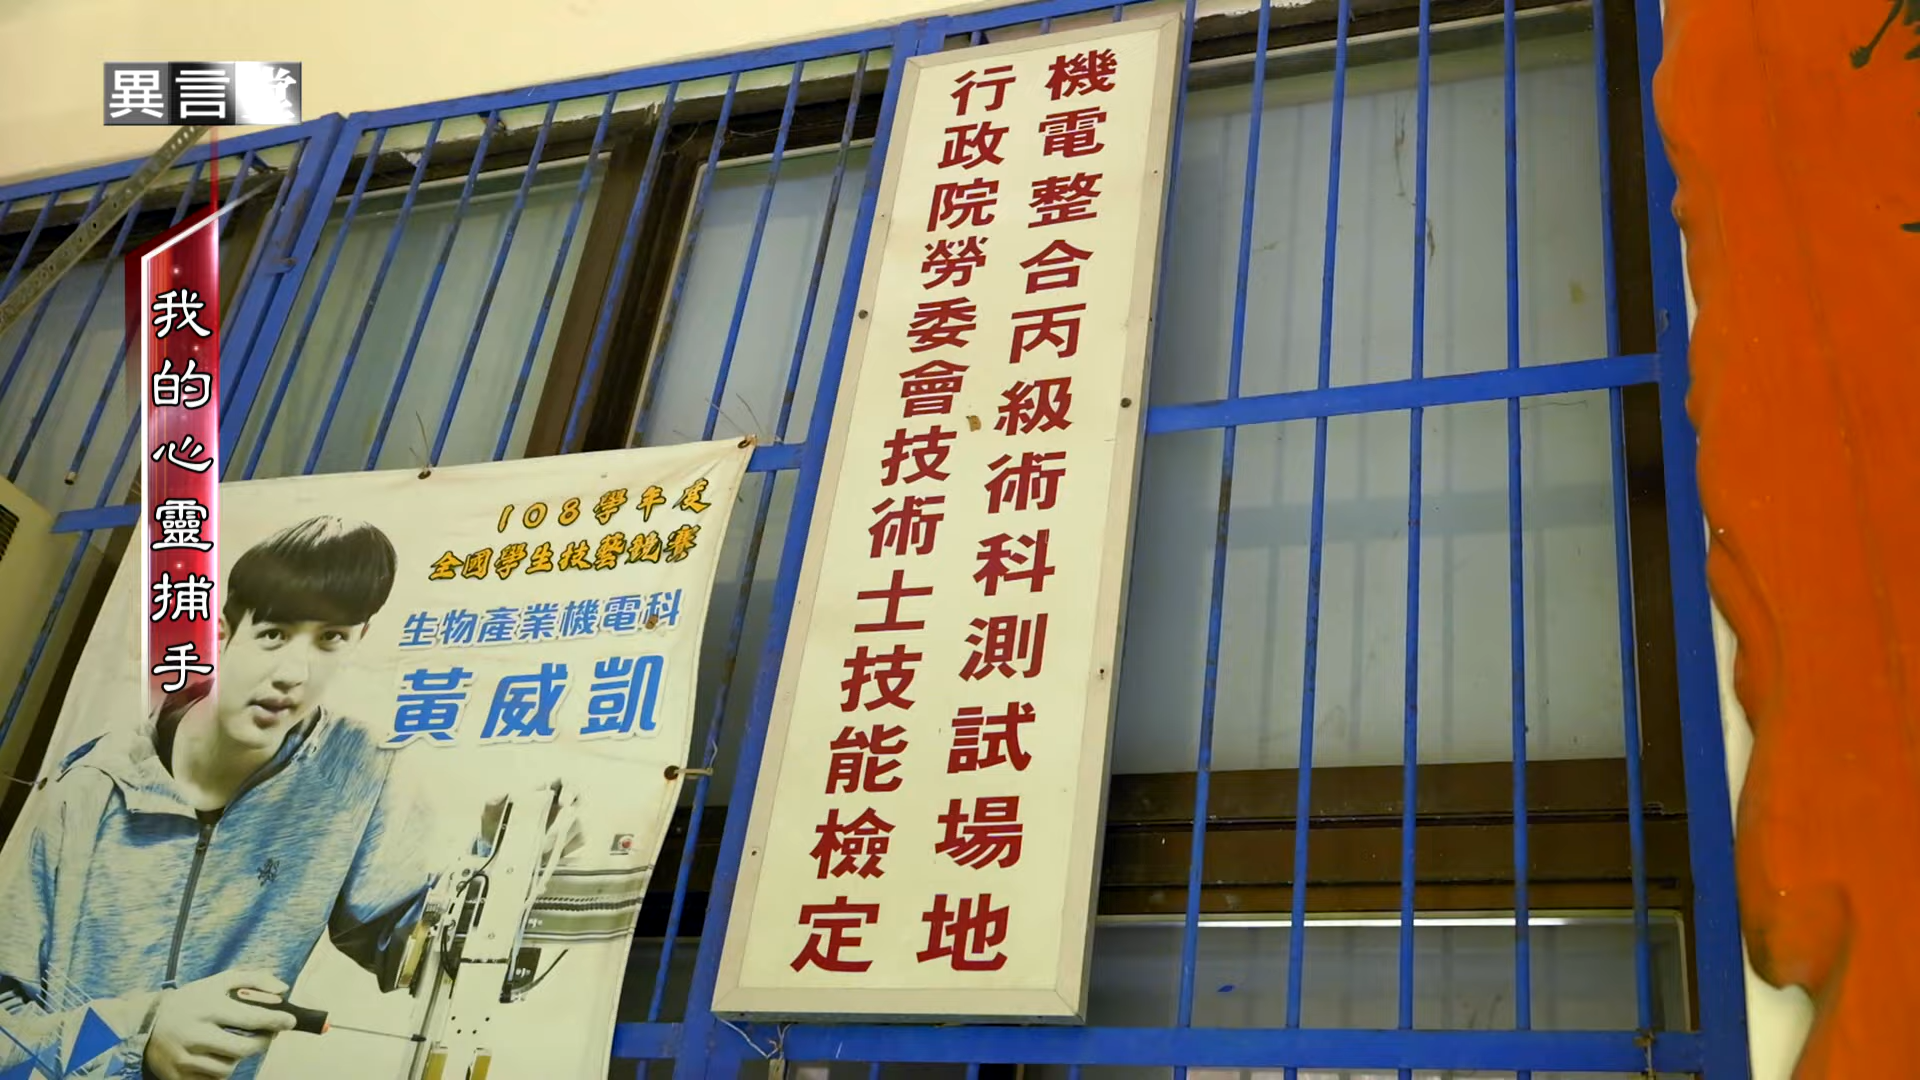 異言堂
我的心靈捕手
108學年度
全國學生技藝競賽
生物產業機電科
黃威凱
機電整合丙級術科測試場地
行政院勞委會技術士技能檢定